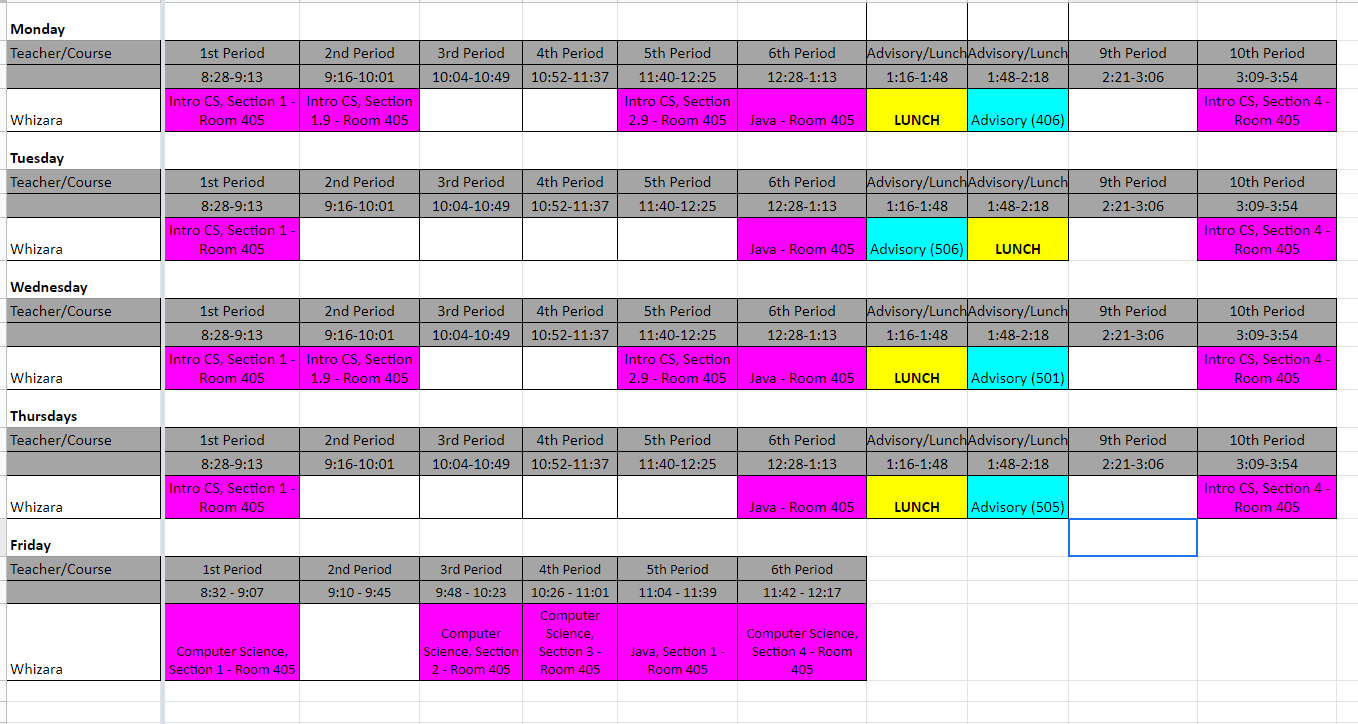 Monday
Teacher/Course 1st Period 2nd Period 3rd Period 4th Period 5th Period 6th Period Advisory/Lunch Advisory/Lunch 9th Period 10th Period
8:28-9:13 9:16-10:01 10:04-10:49 10:52-11:37 11:40-12:25 12:28-1:13 1:16-1:48 1:48-2:18 2:21-3:06 3:09-3:54
Intro CS, Section 1 - Intro CS, Section Intro CS, Section Intro CS, Section 4 -
Whizara Room 405 1.9 - Room 405 2.9 - Room 405 Java - Room 405 LUNCH Advisory (406) Room 405
Tuesday
Teacher/Course 1st Period 2nd Period 3rd Period 4th Period 5th Period 6th Period Advisory/Lunch Advisory/Lunch 9th Period 10th Period
8:28-9:13 9:16-10:01 10:04-10:49 10:52-11:37 11:40-12:25 12:28-1:13 1:16-1:48 1:48-2:18 2:21-3:06 3:09-3:54
Intro CS, Section 1 - Intro CS, Section 4 -
Whizara Room 405 Java - Room 405 Advisory (506) LUNCH Room 405
Wednesday
Teacher/Course 1st Period 2nd Period 3rd Period 4th Period 5th Period 6th Period Advisory/Lunch Advisory/Lunch 9th Period 10th Period
8:28-9:13 9:16-10:01 10:04-10:49 10:52-11:37 11:40-12:25 12:28-1:13 1:16-1:48 1:48-2:18 2:21-3:06 3:09-3:54
Intro CS, Section 1 - Intro CS, Section Intro CS, Section Intro CS, Section 4 -
Whizara Room 405 1.9 - Room 405 2.9 - Room 405 Java - Room 405 LUNCH Advisory (501) Room 405
Thursdays
Teacher/Course 1st Period 2nd Period 3rd Period 4th Period 5th Period 6th Period Advisory/Lunch Advisory/Lunch 9th Period 10th Period
8:28-9:13 9:16-10:01 10:04-10:49 10:52-11:37 11:40-12:25 12:28-1:13 1:16-1:48 1:48-2:18 2:21-3:06 3:09-3:54
Intro CS, Section 1 - Intro CS, Section 4 -
Whizara Room 405 Java - Room 405 LUNCH Advisory (505) Room 405
Friday
Teacher/Course 1st Period 2nd Period 3rd Period 4th Period 5th Period 6th Period
8:32 - 9:07 9:10 - 9:45 9:48 - 10:23 10:26 - 11:01 11:04 - 11:39 11:42 - 12:17
Computer
Computer Science, Computer Science,
Computer Science, Science, Section Section 3 - Java, Section 1 - Section 4 - Room
Whizara Section 1 - Room 405 2 - Room 405 Room 405 Room 405 405